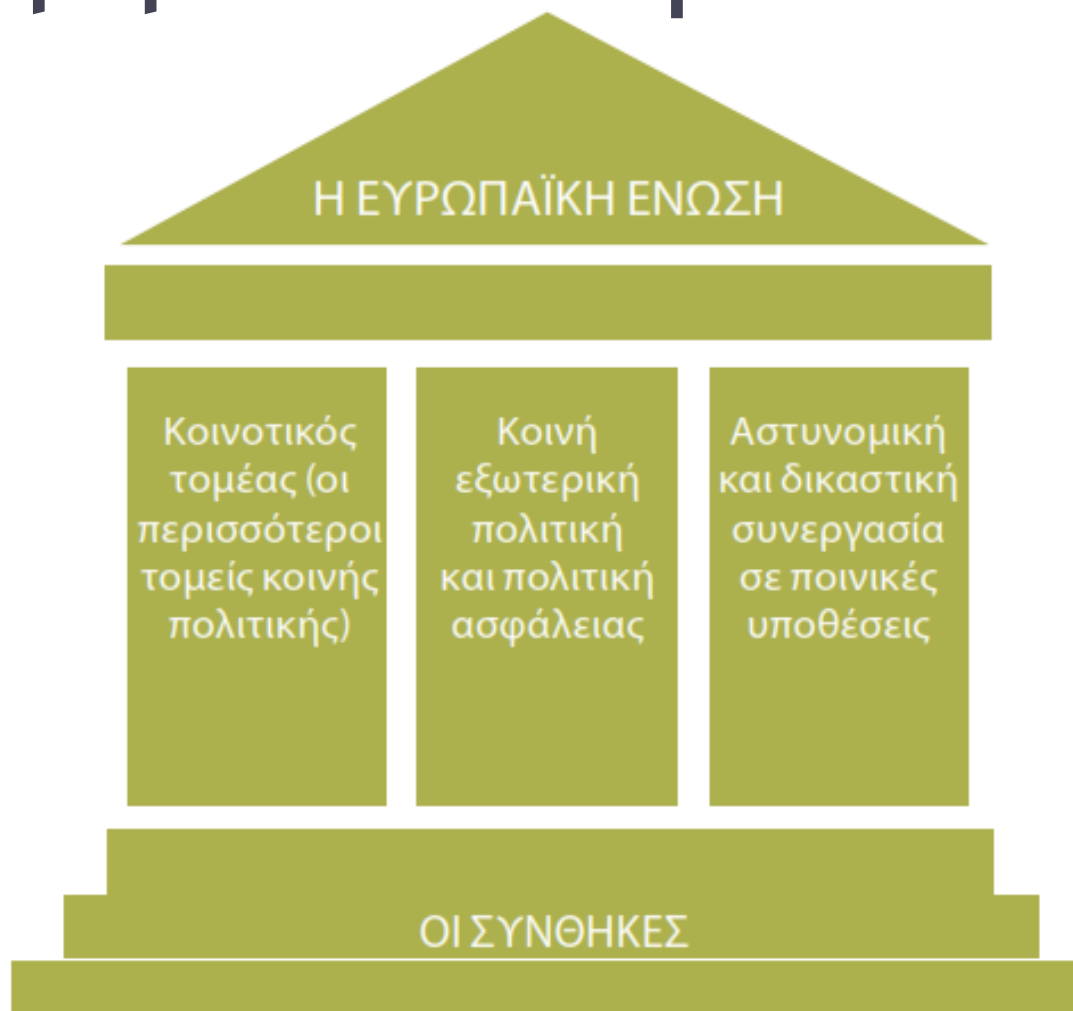 Η ΕΥΡΩΠΑΪΚΗ ΕΝΩΣΗ
Κοινοτικός
τομέας (οι
περισσότεροι
τομείς κοινής
πολιτικής)
Κοινή
εξωτερική
πολιτική
και πολιτική
ασφάλειας
Αστυνομική
και δικαστική
συνεργασία
σε ποινικές
υποθέσεις
ΟΙ ΣΥΝΘΗΚΕΣ